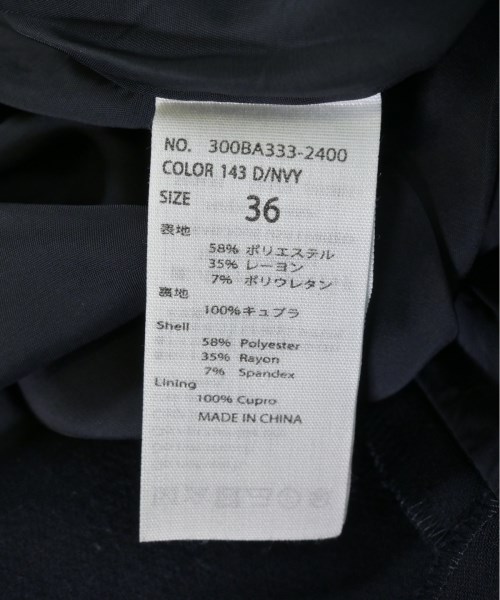 NO. 300BA333-2400
COLOR 143 D/NVY
SIZE 36
表地
58% ポリエステル
35% レーヨン
7% ポリウレタン
裏地
100%キュプラ
Shell
58% Polyester
35% Rayon
7% Spandex
Lining
100% Cupro
MADE IN CHINA